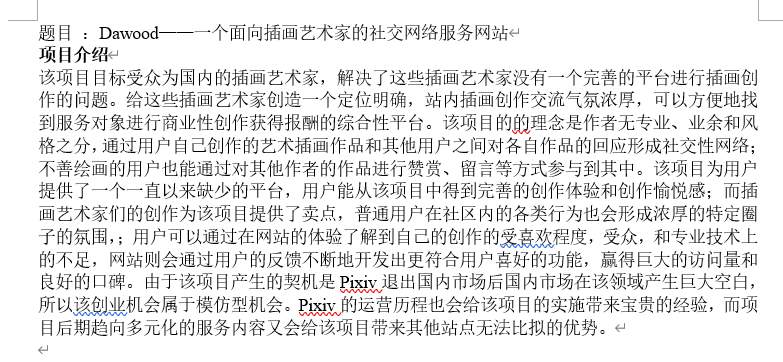 题目 ：Dawood——一个面向插画艺术家的社交网络服务网站
项目介绍
该项目目标受众为国内的插画艺术家，解决了这些插画艺术家没有一个完善的平台进行插画创
作的问题。给这些插画艺术家创造一个定位明确，站内插画创作交流气氛浓厚，可以方便地找
到服务对象进行商业性创作获得报酬的综合性平台。该项目的的理念是作者无专业、业余和风
格之分，通过用户自己创作的艺术插画作品和其他用户之间对各自作品的回应形成社交性网络；
不善绘画的用户也能通过对其他作者的作品进行赞赏、留言等方式参与到其中。该项目为用户
提供了一个一直以来缺少的平台，用户能从该项目中得到完善的创作体验和创作愉悦感；而插
画艺术家们的创作为该项目提供了卖点，普通用户在社区内的各类行为也会形成浓厚的特定圈
子的氛围，；用户可以通过在网站的体验了解到自己的创作的受喜欢程度，受众，和专业技术上
的不足，网站则会通过用户的反馈不断地开发出更符合用户喜好的功能，赢得巨大的访问量和
良好的口碑。由于该项目产生的契机是 Pixiv 退出国内市场后国内市场在该领域产生巨大空白，
所以该创业机会属于模仿型机会。Pixiv 的运营历程也会给该项目的实施带来宝贵的经验，而项
目后期趋向多元化的服务内容又会给该项目带来其他站点无法比拟的优势。